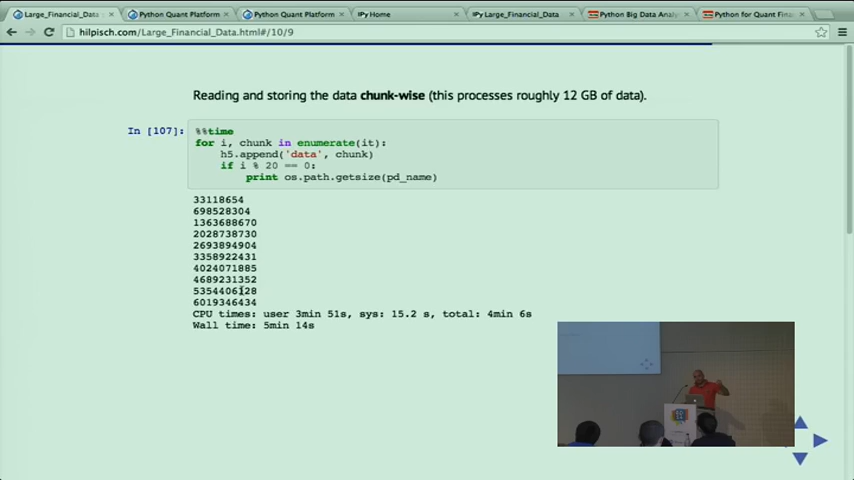 Large_Financial_Data
Python Quant Platform
Python Quant Platform
IPy Home
IPy Large_Financial_Data
Python Big Data Analy
Python for Quant Fina
hilpisch.com/Large_Financial_Data.html#/10/9
Reading and storing the data chunk-wise (this processes roughly 12 GB of data).
In [107]:
%%time
for i, chunk in enumerate(it):
h5.append('data', chunk)
if i % 20 == 0:
print os.path.getsize(pd_name)
33118654
698528304
1363688670
2028738730
2693894904
3358922431
4024071885
4689231352
5354406128
6019346434
CPU times: user 3min 51s, sys: 15.2 s, total: 4min 6s
Wall time: 5min 14s